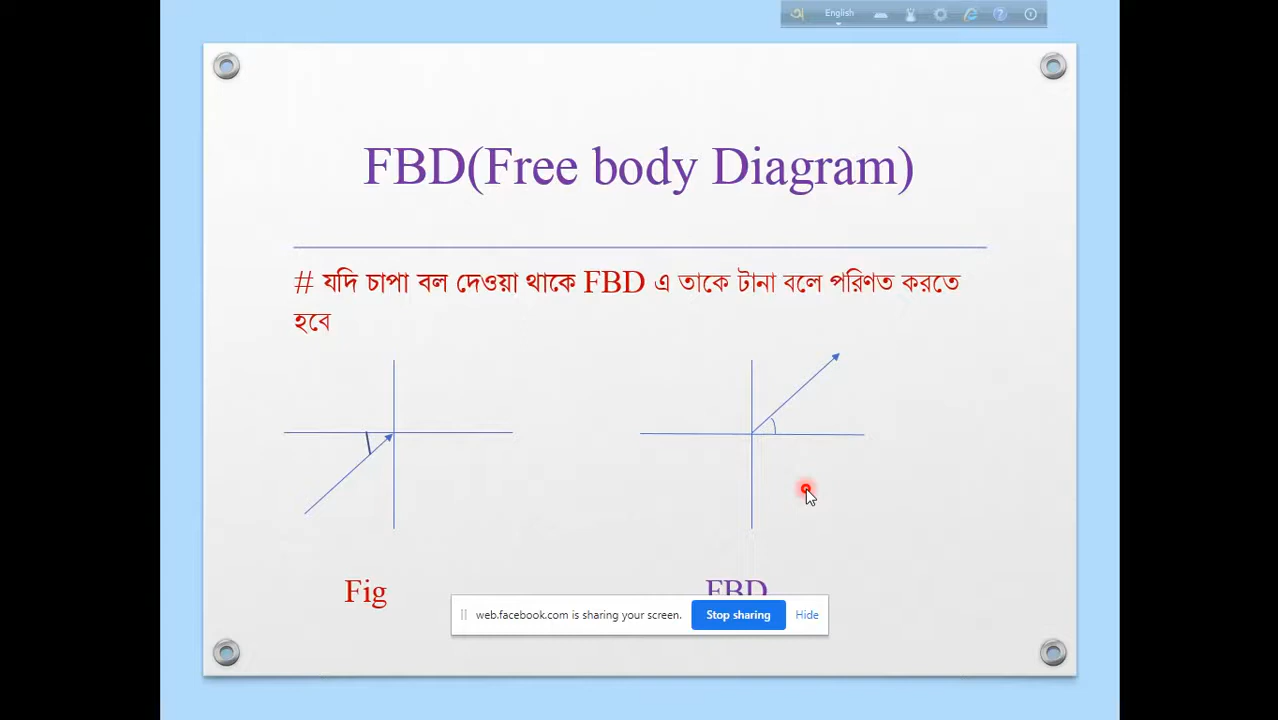 অ English
FBD(Free body Diagram)
# যদি চাপা বল দেওয়া থাকে FBD এ তাকে টানা বলে পরিণত করতে
হবে
Fig
FBD
web.facebook.com is sharing your screen. Stop sharing Hide